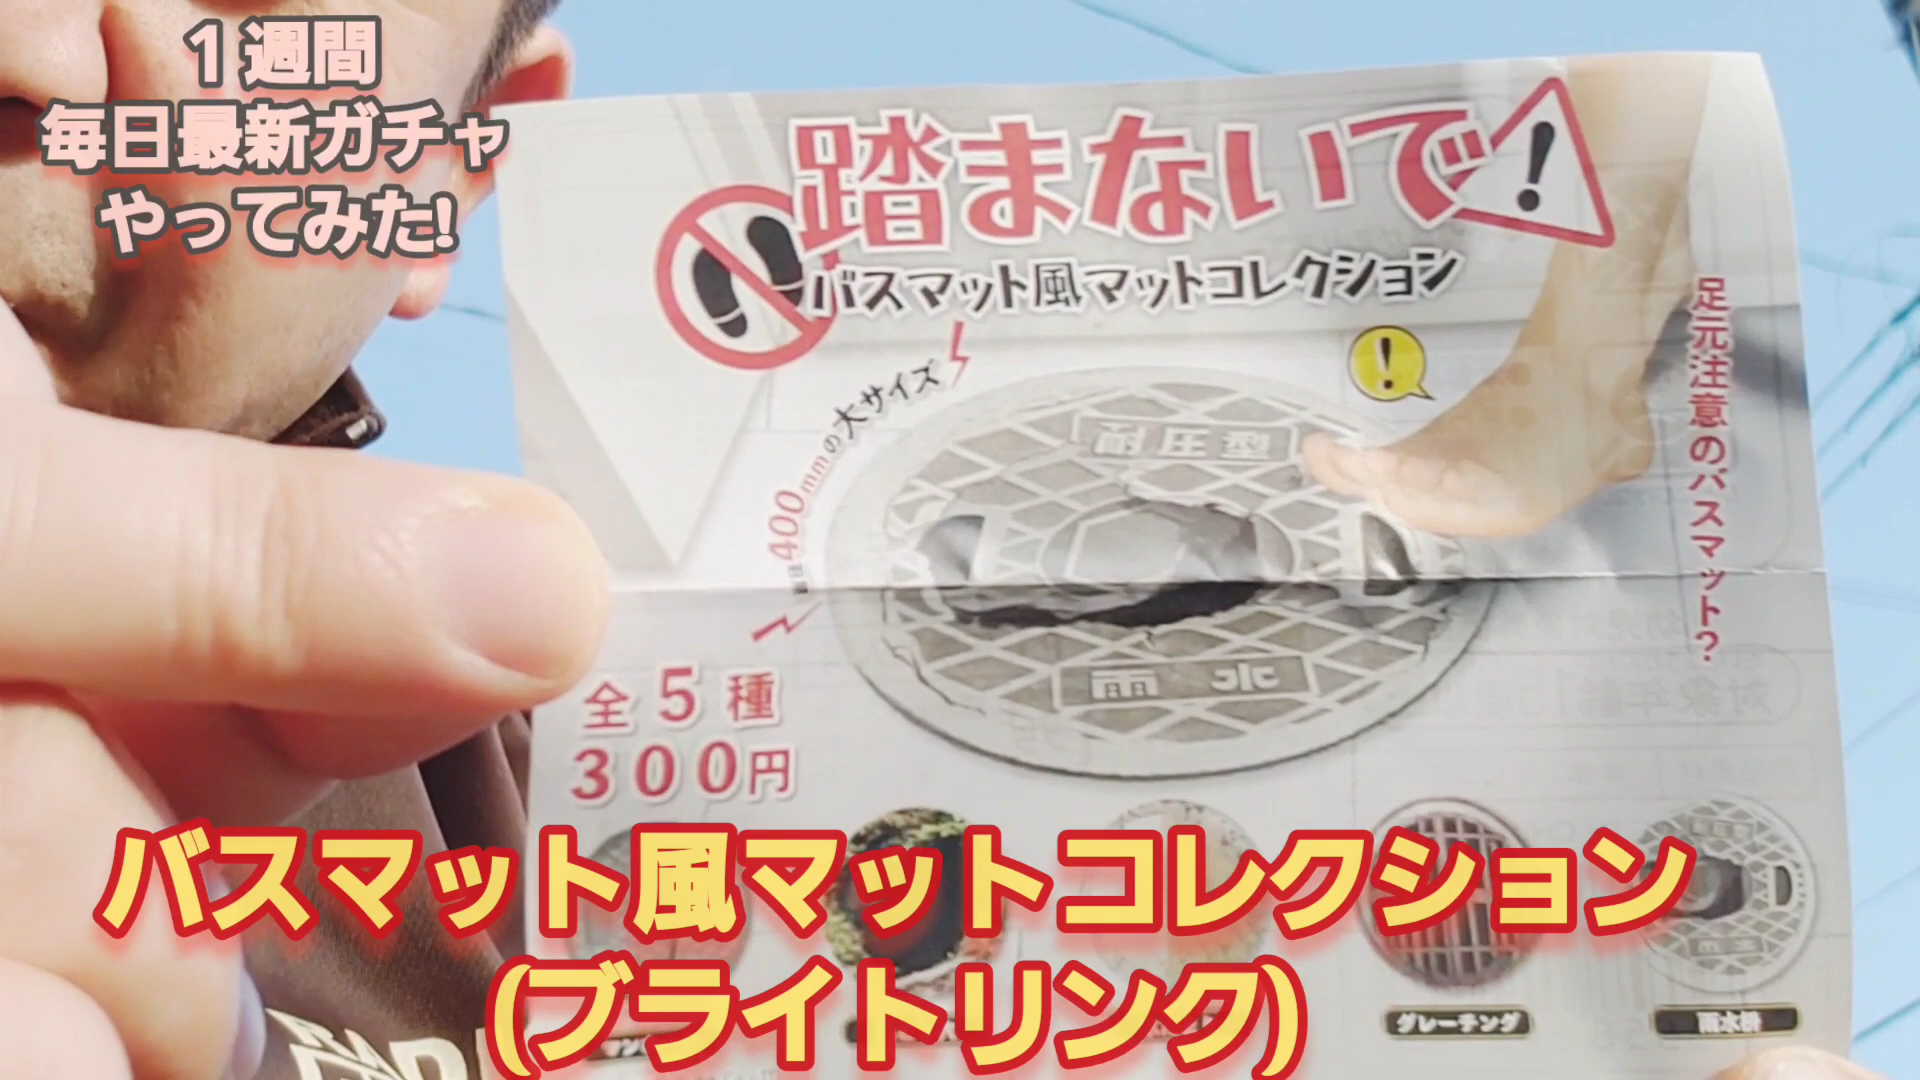 1週間
毎日最新ガチャ
やってみた!
踏まないで
バスマット風マットコレクション
足元注意のバスマット?
400mmの大サイズ
雨水
全5種
300円
バスマット風マットコレクション
(ブライトリンク)
グレーチング
雨水桝